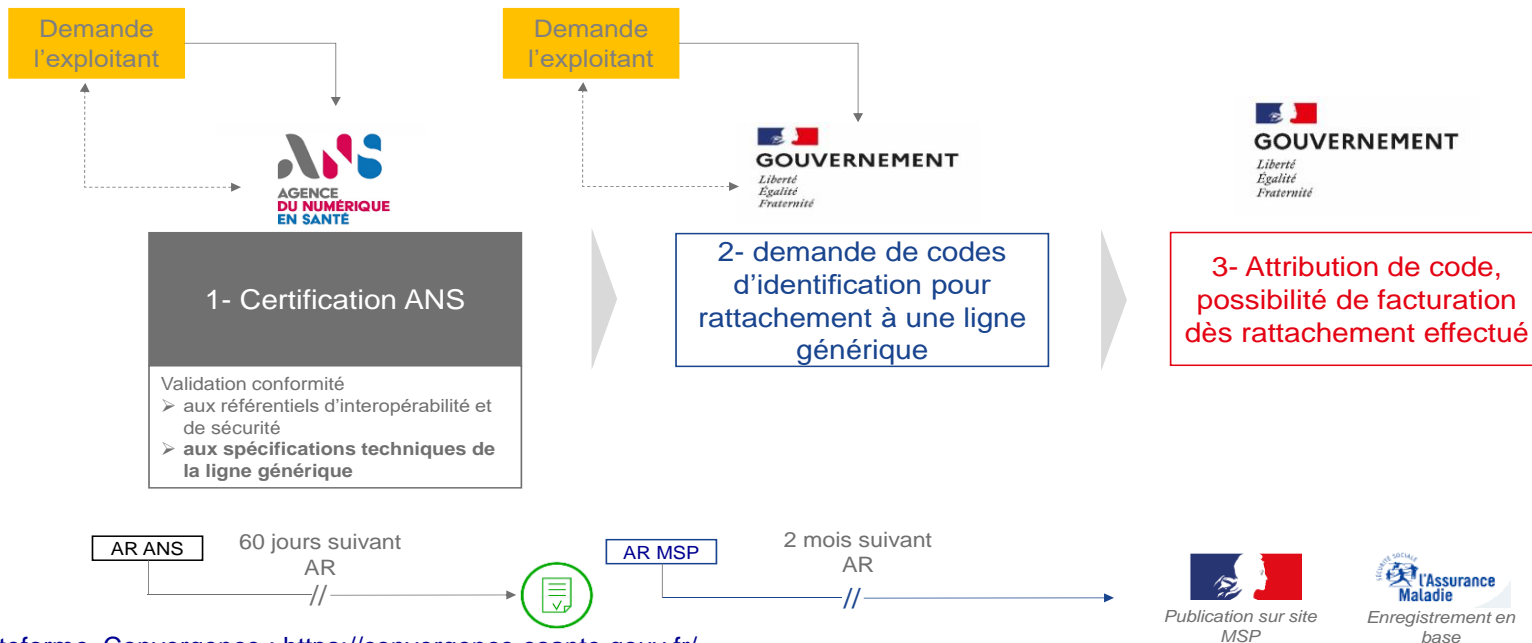 Demande
l'exploitant
Demande
l'exploitant
ANS
AGENCE
DU NUMÉRIQUE
EN SANTÉ
GOUVERNEMENT
Liberté
Égalité
Fraternité
GOUVERNEMENT
Liberté
Égalité
Fraternité
1- Certification ANS
Validation conformité
➢ aux référentiels d'interopérabilité et
de sécurité
➢ aux spécifications techniques de
la ligne générique
2- demande de codes
d'identification pour
rattachement à une ligne
générique
3- Attribution de code,
possibilité de facturation
dès rattachement effectué
AR ANS
60 jours suivant
AR
//
AR MSP
2 mois suivant
AR
//
Publication sur site
MSP
SÉCURITÉ SOCIALE
l'Assurance
Maladie
Enregistrement en
base